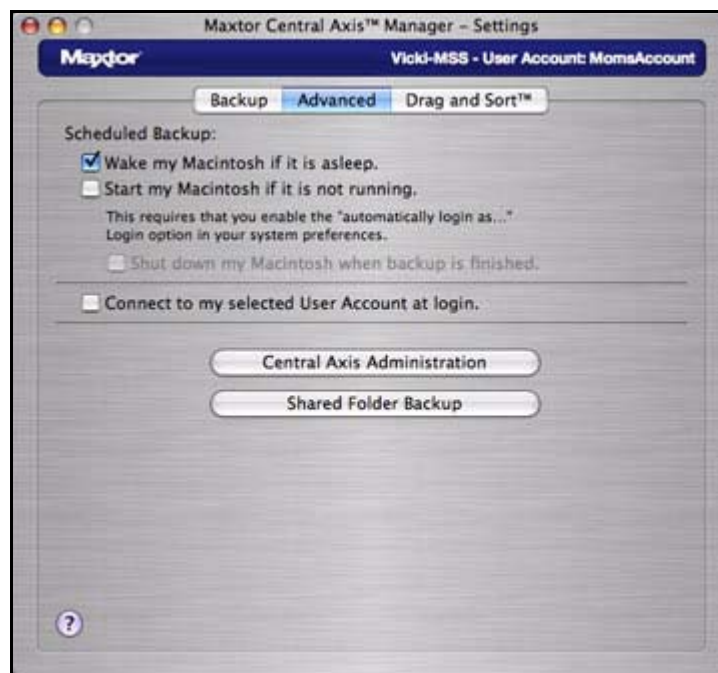 Maxtor Central Axis™ Manager – Settings
Maxtor
Vicki-MSS - User Account: MomsAccount
Backup Advanced Drag and Sort™
Scheduled Backup:
Wake my Macintosh if it is asleep.
Start my Macintosh if it is not running.
This requires that you enable the "automatically login as..."
Login option in your system preferences.
Shut down my Macintosh when backup is finished.
Connect to my selected User Account at login.
Central Axis Administration
Shared Folder Backup
?